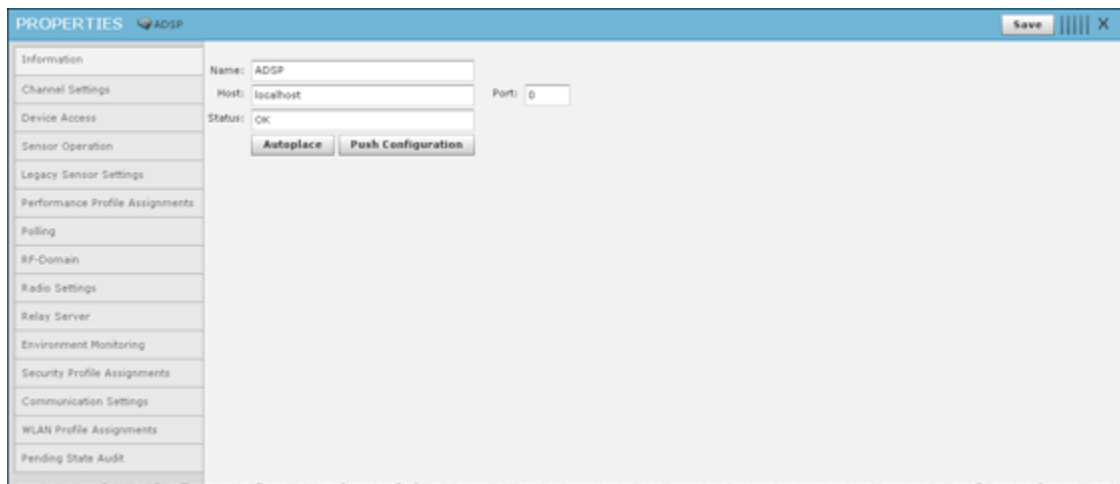 PROPERTIES ADSP Save X
Information
Channel Settings
Device Access
Sensor Operation
Legacy Sensor Settings
Performance Profile Assignments
Polling
RF-Domain
Radio Settings
Relay Server
Environment Monitoring
Security Profile Assignments
Communication Settings
WLAN Profile Assignments
Pending State Audit
Name: ADSP
Host: localhost Port: 0
Status: OK
Autoplace Push Configuration